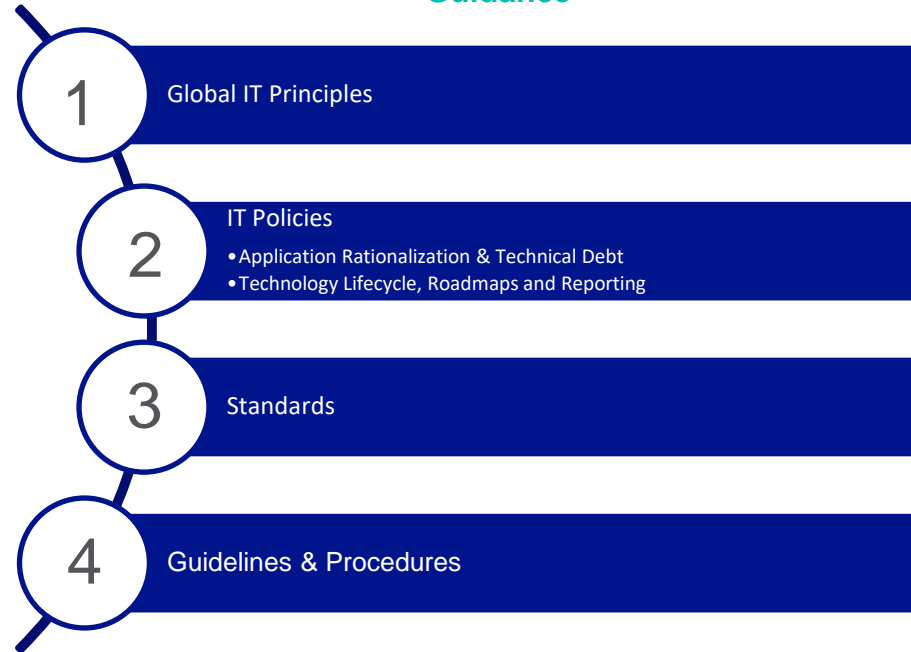 Guidance
1
Global IT Principles
2
IT Policies
•Application Rationalization & Technical Debt
•Technology Lifecycle, Roadmaps and Reporting
3
Standards
4
Guidelines & Procedures